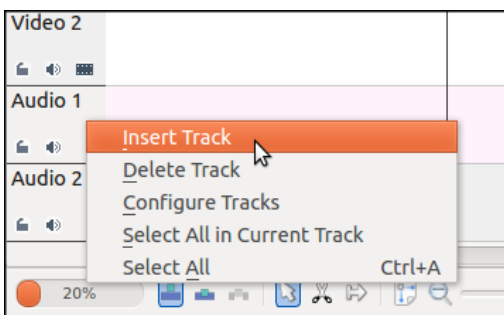 Video 2
Audio 1
Insert Track
Delete Track
Audio 2
Configure Tracks
Select All in Current Track
Select All Ctrl+A
20%